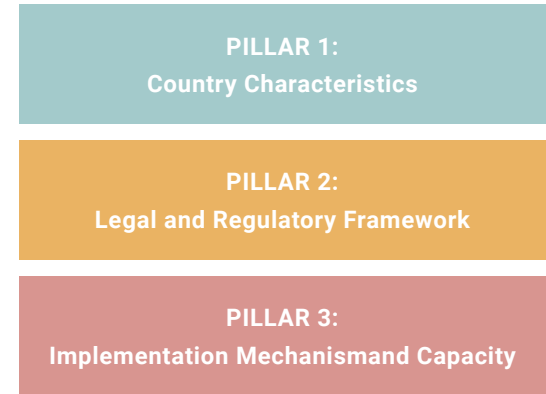 PILLAR 1:
Country Characteristics
PILLAR 2:
Legal and Regulatory Framework
PILLAR 3:
Implementation Mechanismand Capacity